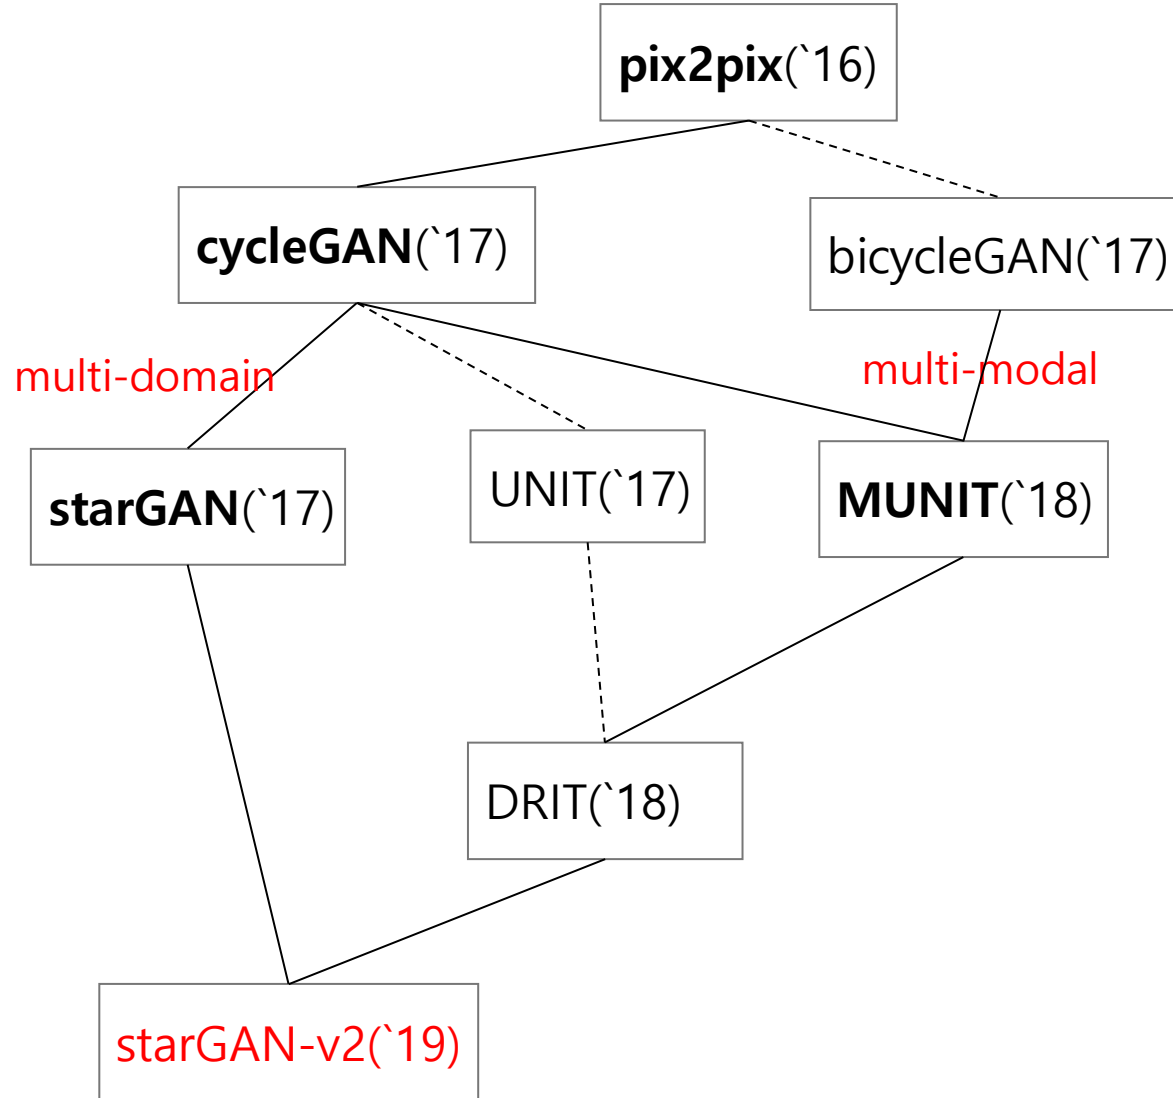 pix2pix(`16)
cycleGAN(`17)
bicycleGAN(`17)
multi-domain
multi-modal
starGAN(`17)
UNIT(`17)
MUNIT(`18)
DRIT(`18)
starGAN-v2(`19)